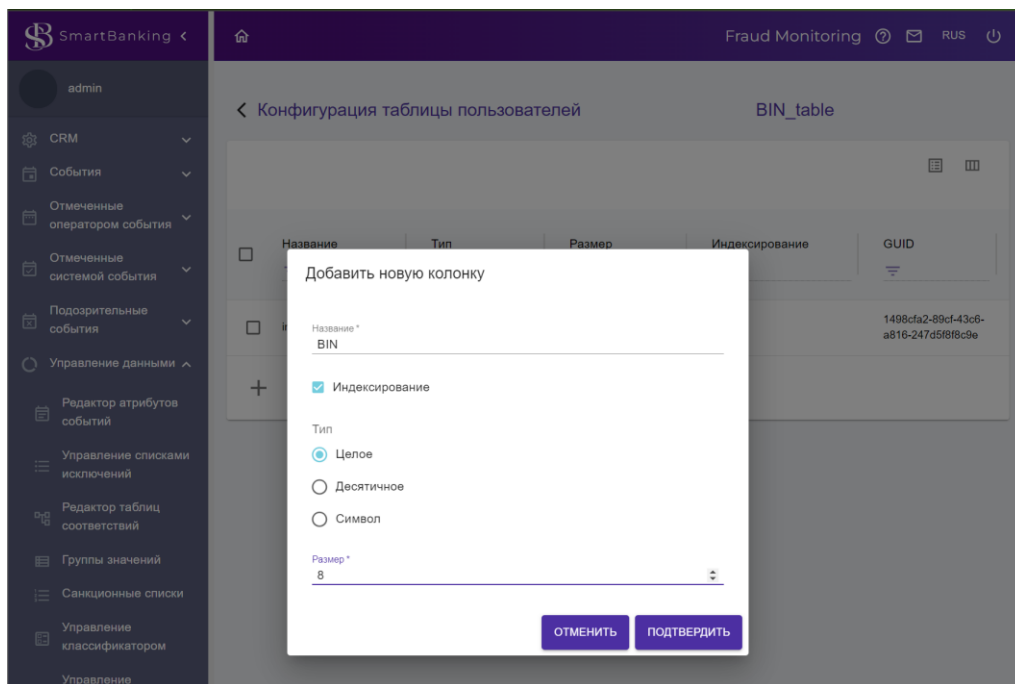 SmartBanking
Fraud Monitoring
RUS
admin
CRM
События
Отмеченные
оператором события
Отмеченные
системой события
Подозрительные
события
Управление данными
Редактор атрибутов
событий
Управление списками
исключений
Редактор таблиц
соответствий
Группы значений
Санкционные списки
Управление
классификатором
Управление
Конфигурация таблицы пользователей
BIN_table
Название
Тип
Размер
Индексирование
GUID
1498cfa2-89cf-43c6-
a816-247d5f8f8c9e
Добавить новую колонку
Название *
BIN
Индексирование
Тип
Целое
Десятичное
Символ
Размер *
8
ОТМЕНИТЬ
ПОДТВЕРДИТЬ